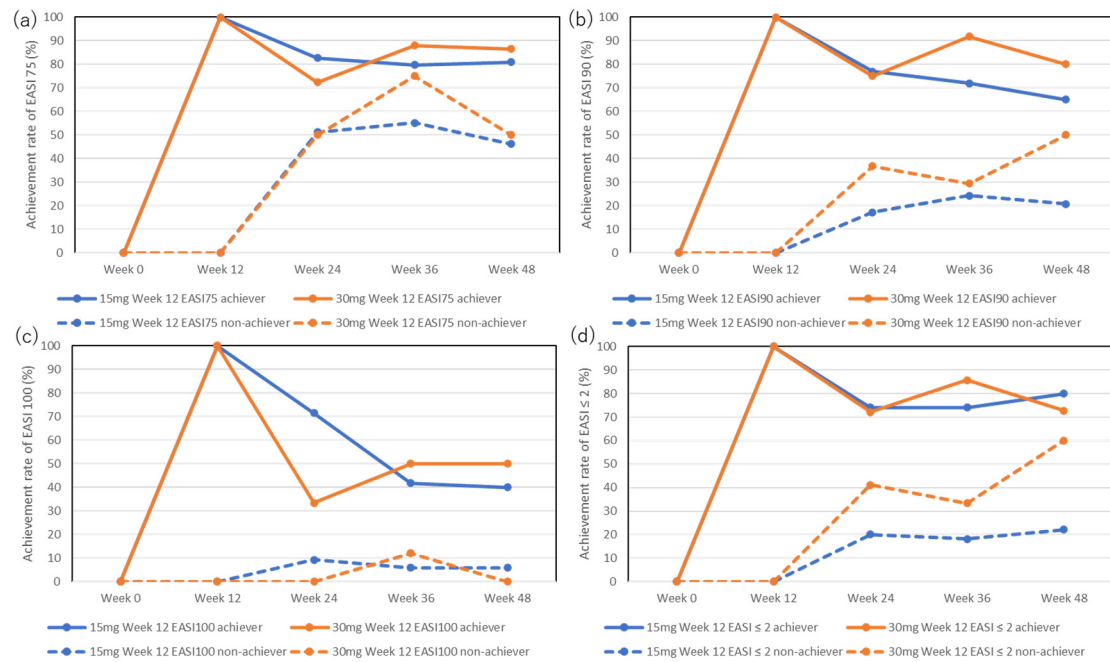 (a)
Achievement rate of EASI 75 (%)
100
90
80
70
60
50
40
30
20
10
0
Week 0 Week 12 Week 24 Week 36 Week 48
15mg Week 12 EASI75 achiever 30mg Week 12 EASI75 achiever
15mg Week 12 EASI75 non-achiever 30mg Week 12 EASI75 non-achiever
(b)
Achievement rate of EASI 90 (%)
100
90
80
70
60
50
40
30
20
10
0
Week 0 Week 12 Week 24 Week 36 Week 48
15mg Week 12 EASI90 achiever 30mg Week 12 EASI90 achiever
15mg Week 12 EASI90 non-achiever 30mg Week 12 EASI90 non-achiever
(c)
Achievement rate of EASI 100 (%)
100
90
80
70
60
50
40
30
20
10
0
Week 0 Week 12 Week 24 Week 36 Week 48
15mg Week 12 EASI100 achiever 30mg Week 12 EASI100 achiever
15mg Week 12 EASI100 non-achiever 30mg Week 12 EASI100 non-achiever
(d)
Achievement rate of EASI ≤ 2 (%)
100
90
80
70
60
50
40
30
20
10
0
Week 0 Week 12 Week 24 Week 36 Week 48
15mg Week 12 EASI ≤ 2 achiever 30mg Week 12 EASI ≤ 2 achiever
15mg Week 12 EASI ≤ 2 non-achiever 30mg Week 12 EASI ≤ 2 non-achiever